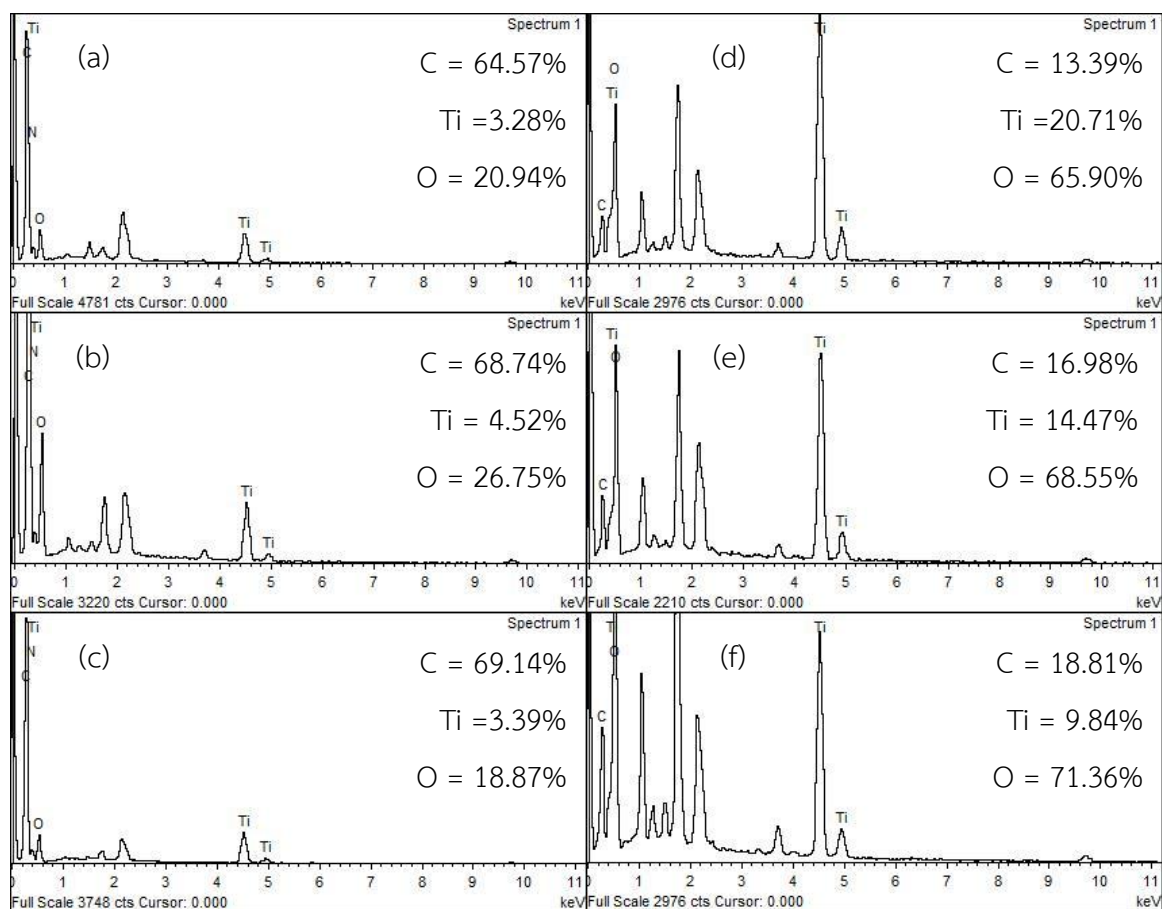 Spectrum 1
(a)
C = 64.57%
Ti =3.28%
O = 20.94%
Ti
C
N
O
Ti
Ti
0 1 2 3 4 5 6 7 8 9 10 11
Full Scale 4781 cts Cursor: 0.000 keV
Spectrum 1
(b)
C = 68.74%
Ti = 4.52%
O = 26.75%
Ti
N
C
O
Ti
Ti
0 1 2 3 4 5 6 7 8 9 10 11
Full Scale 3220 cts Cursor: 0.000 keV
Spectrum 1
(c)
C = 69.14%
Ti =3.39%
O = 18.87%
Ti
N
C
O
Ti
Ti
0 1 2 3 4 5 6 7 8 9 10 11
Full Scale 3748 cts Cursor: 0.000 keV
Spectrum 1
(d)
C = 13.39%
Ti =20.71%
O = 65.90%
O
Ti
C
Ti
Ti
0 1 2 3 4 5 6 7 8 9 10 11
Full Scale 2976 cts Cursor: 0.000 keV
Spectrum 1
(e)
C = 16.98%
Ti = 14.47%
O = 68.55%
Ti
O
C
Ti
Ti
0 1 2 3 4 5 6 7 8 9 10 11
Full Scale 2210 cts Cursor: 0.000 keV
Spectrum 1
(f)
C = 18.81%
Ti = 9.84%
O = 71.36%
T
O
C
Ti
Ti
0 1 2 3 4 5 6 7 8 9 10 11
Full Scale 2976 cts Cursor: 0.000 keV